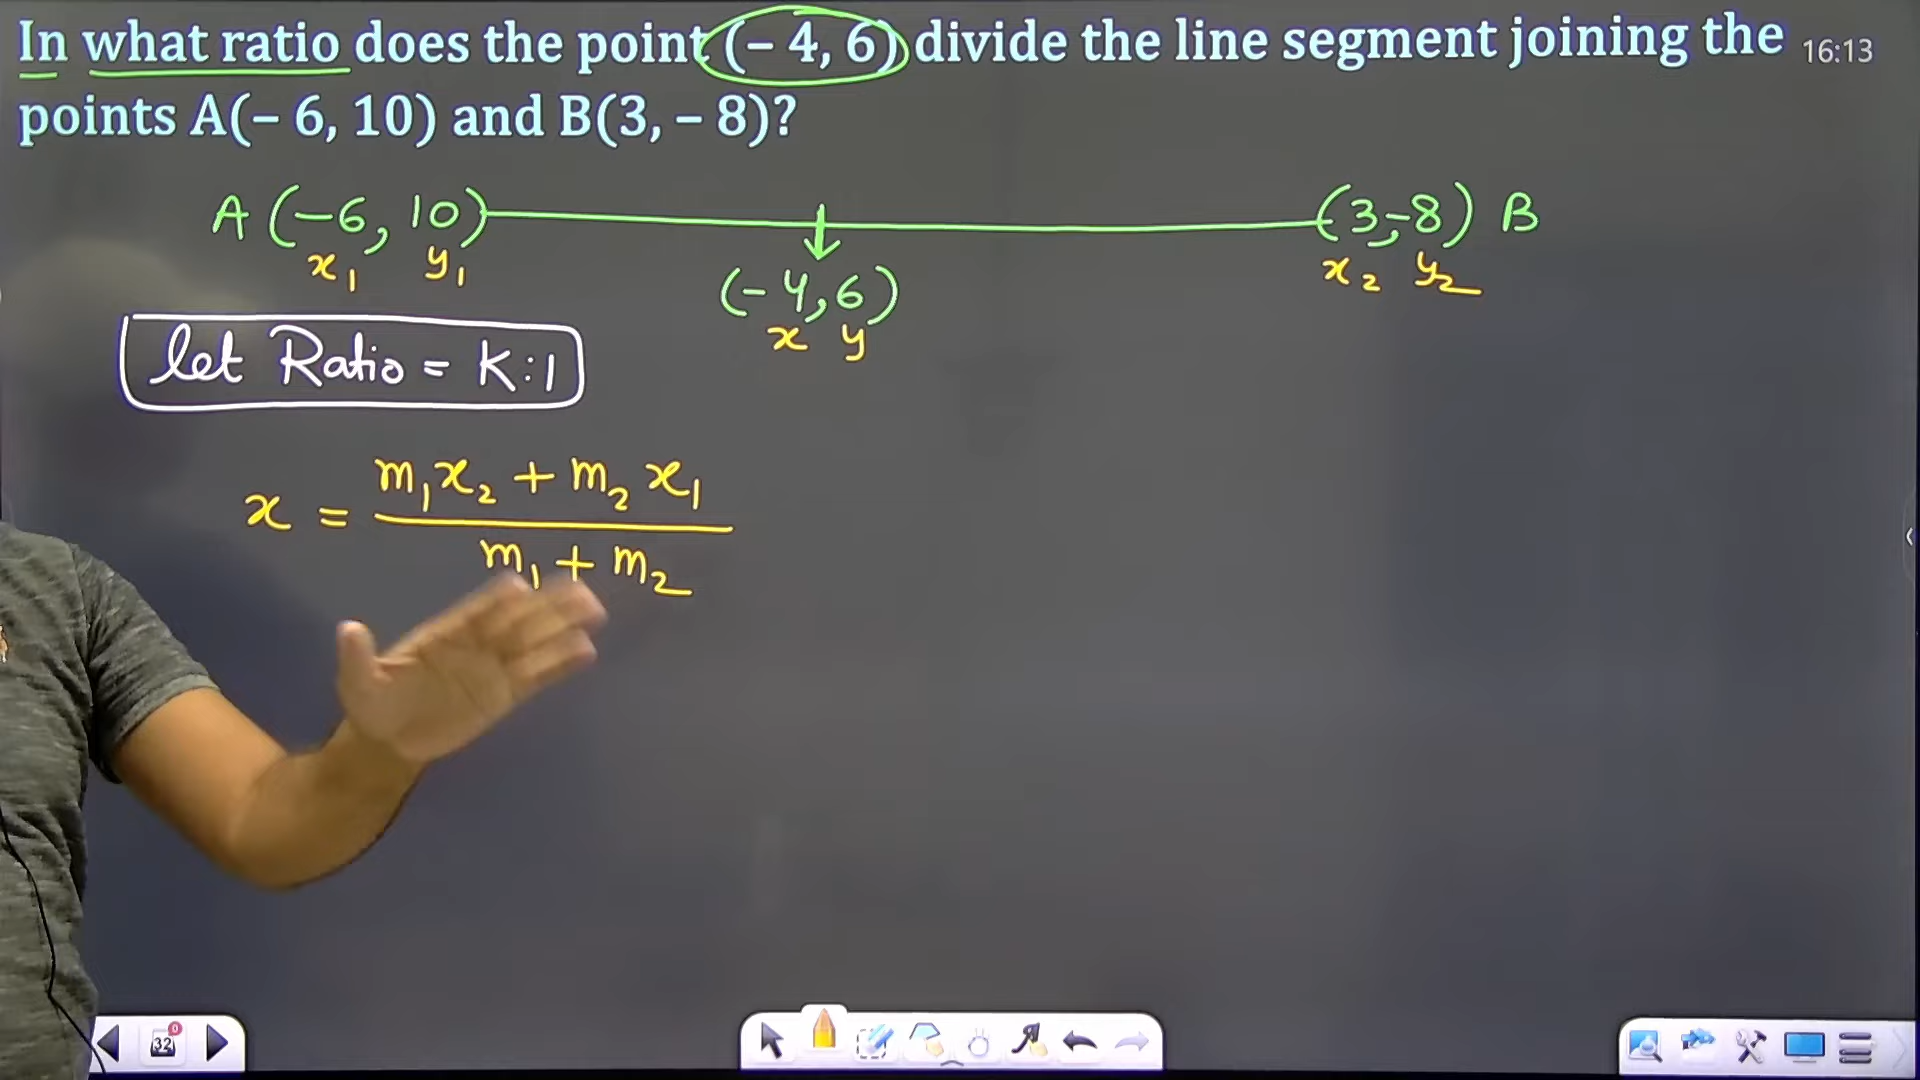 In what ratio does the point (– 4, 6) divide the line segment joining the
16:13
points A(– 6, 10) and B(3, – 8)?
A (-6, 10) (3,-8) B
x₁ y₁ x₂ y₂
(-4,6)
x y
let Ratio = K:1
x = m₁x₂ + m₂x₁
m₁ + m₂
32
0